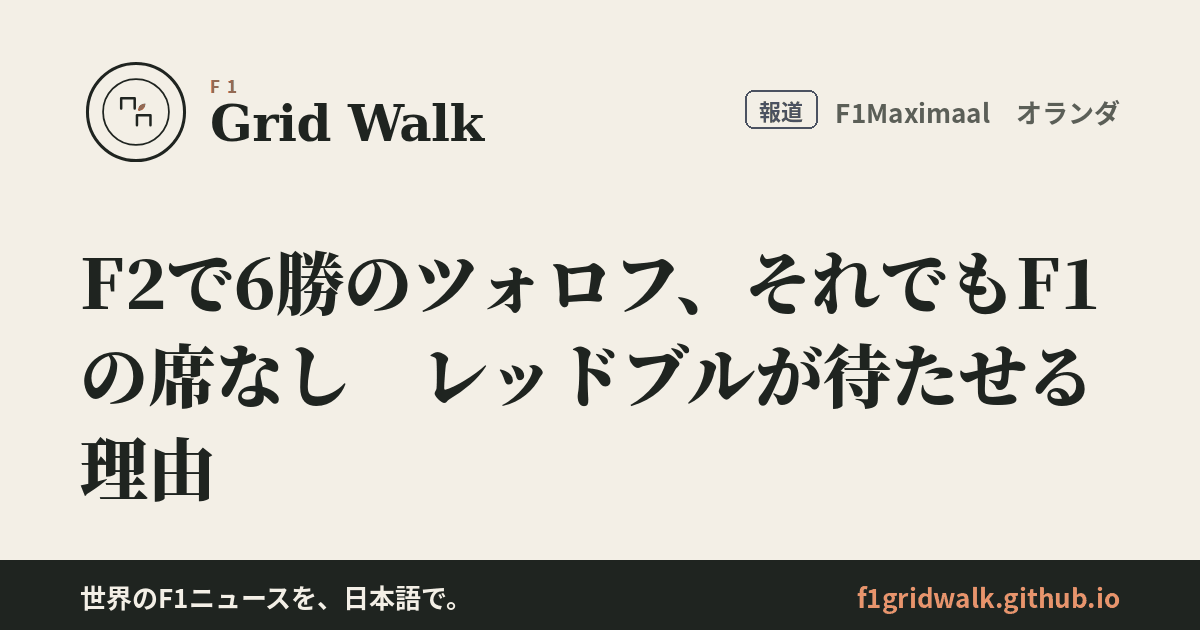 F1
Grid Walk
報道 F1Maximaal オランダ
F2で6勝のツォロフ、それでもF1
の席なし　レッドブルが待たせる
理由
世界のF1ニュースを、日本語で。
f1gridwalk.github.io